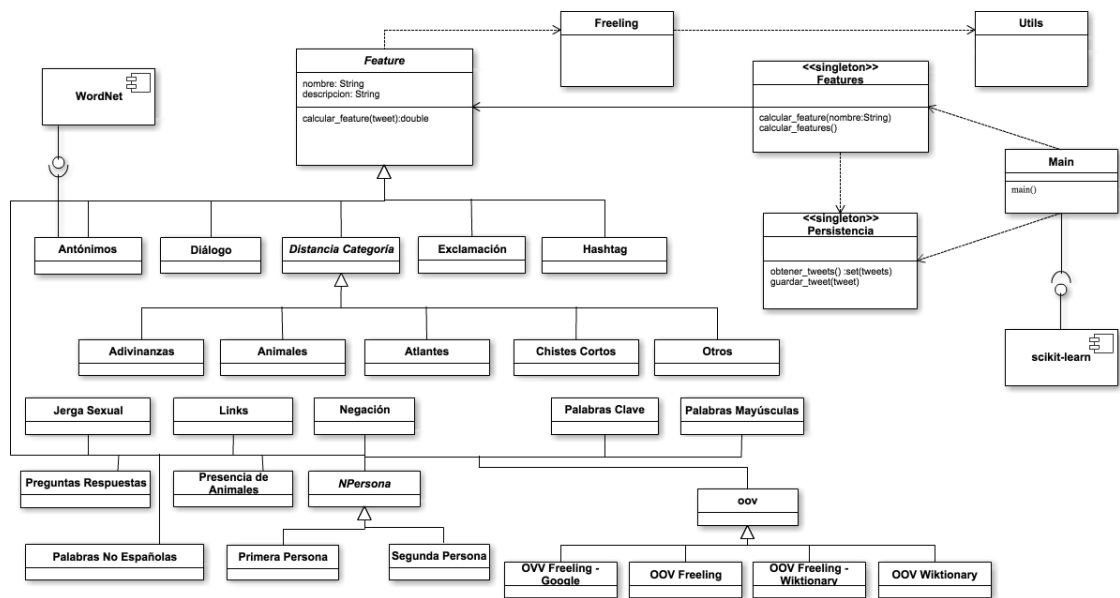 Freeling
Utils
Feature
nombre: String
descripcion: String
calcular_feature(tweet):double
<<singleton>>
Features
calcular_feature(nombre:String)
calcular_features()
WordNet
Main
main()
<<singleton>>
Persistencia
obtener_tweets() :set(tweets)
guardar_tweet(tweet)
Antónimos
Diálogo
Distancia Categoría
Exclamación
Hashtag
Adivinanzas
Animales
Atlantes
Chistes Cortos
Otros
scikit-learn
Jerga Sexual
Links
Negación
Palabras Clave
Palabras Mayúsculas
Preguntas Respuestas
Presencia de
Animales
NPersona
oov
Palabras No Españolas
Primera Persona
Segunda Persona
OVV Freeling -
Google
OOV Freeling
OOV Freeling -
Wiktionary
OOV Wiktionary